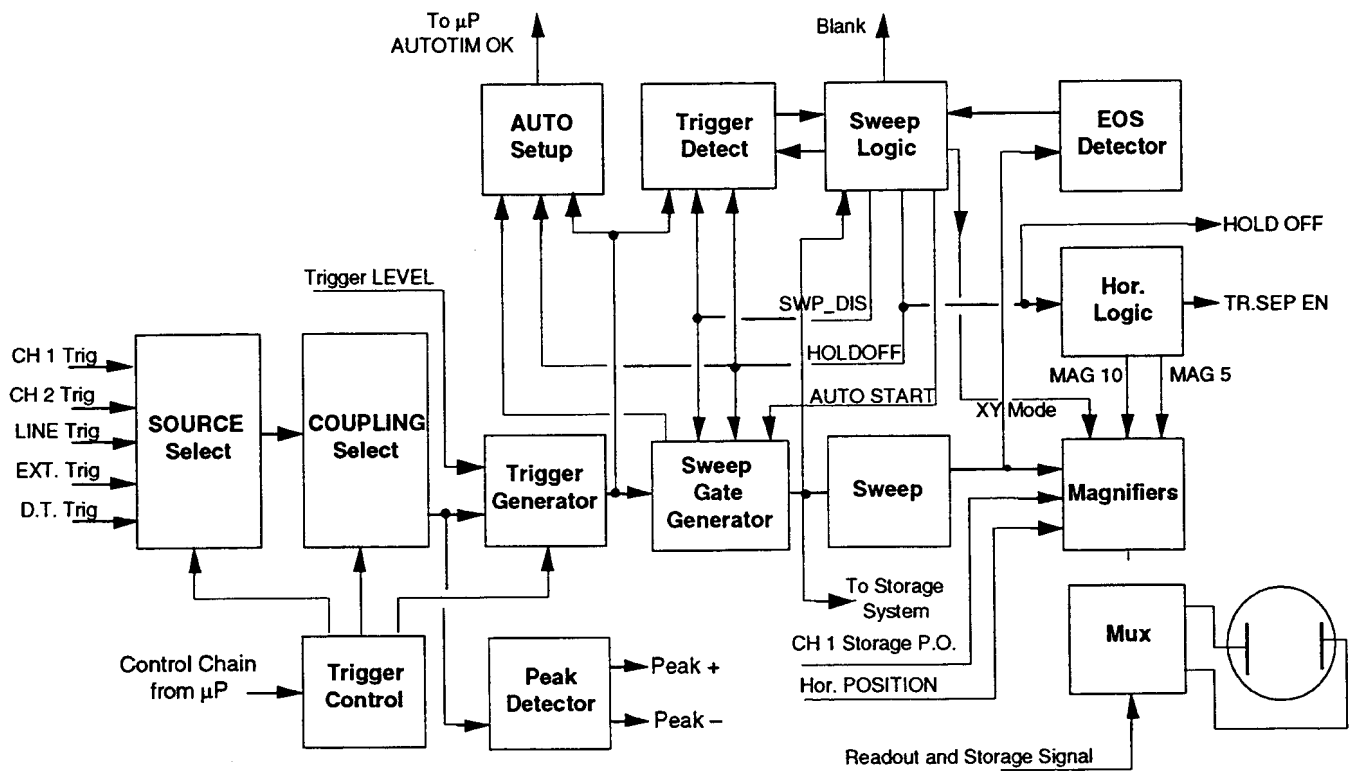 To μP
AUTOTIM OK
Blank
AUTO
Setup
Trigger
Detect
Sweep
Logic
EOS
Detector
HOLD OFF
Trigger LEVEL
SWP_DIS
Hor.
Logic
TR.SEP EN
CH 1 Trig
CH 2 Trig
LINE Trig
EXT. Trig
D.T. Trig
SOURCE
Select
COUPLING
Select
HOLDOFF
MAG 10
MAG 5
AUTO START
XY Mode
Trigger
Generator
Sweep
Gate
Generator
Sweep
Magnifiers
To Storage
System
CH 1 Storage P.O.
Hor. POSITION
Control Chain
from μP
Trigger
Control
Peak
Detector
Peak +
Peak –
Mux
Readout and Storage Signal